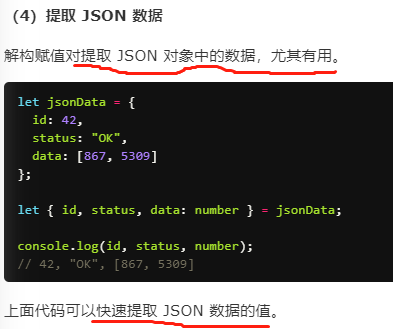 （4）提取 JSON 数据
解构赋值对提取 JSON 对象中的数据，尤其有用。
let jsonData = {
  id: 42,
  status: "OK",
  data: [867, 5309]
};
let { id, status, data: number } = jsonData;
console.log(id, status, number);
// 42, "OK", [867, 5309]
上面代码可以快速提取 JSON 数据的值。